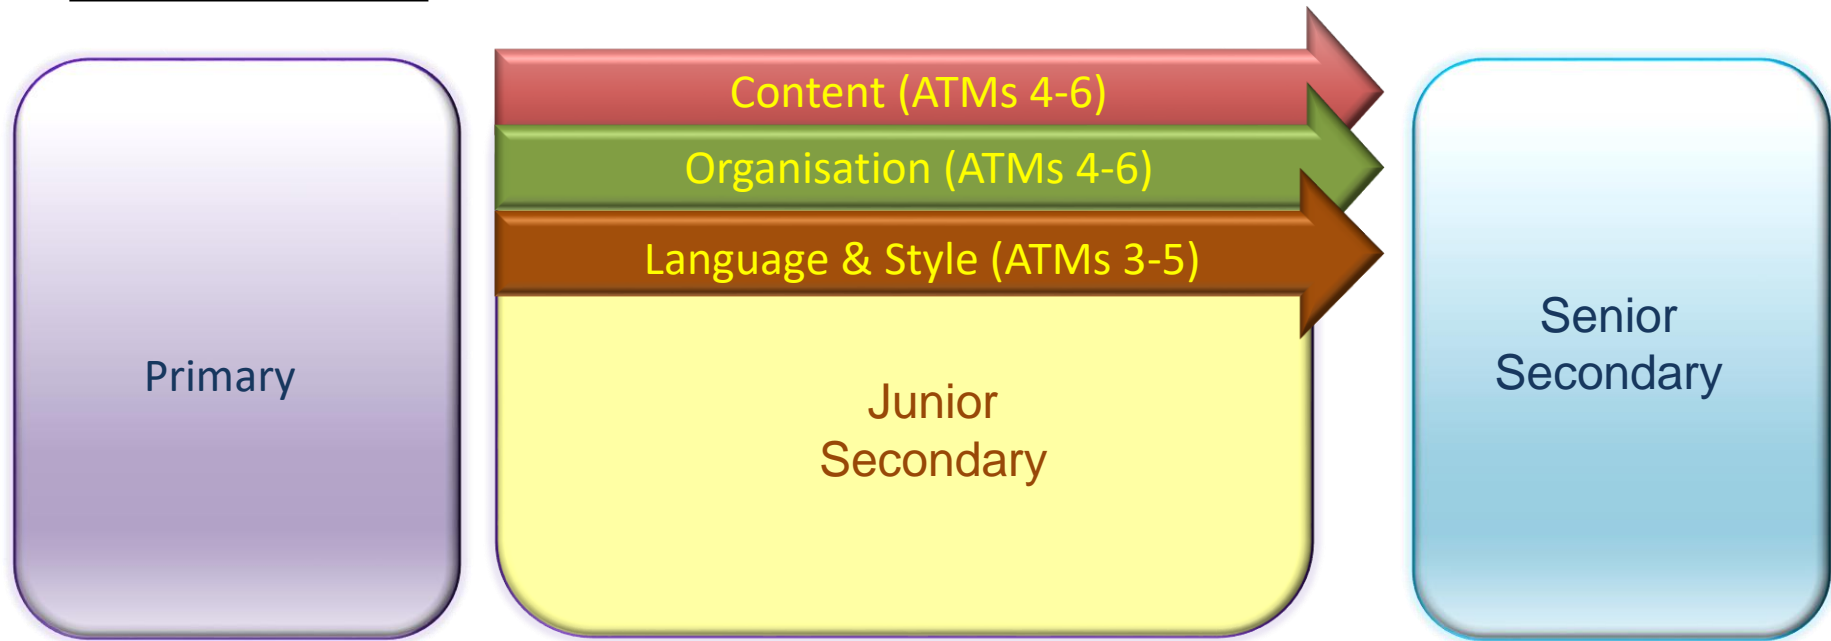 Content (ATMs 4-6)
Organisation (ATMs 4-6)
Language & Style (ATMs 3-5)
Primary
Junior
Secondary
Senior
Secondary